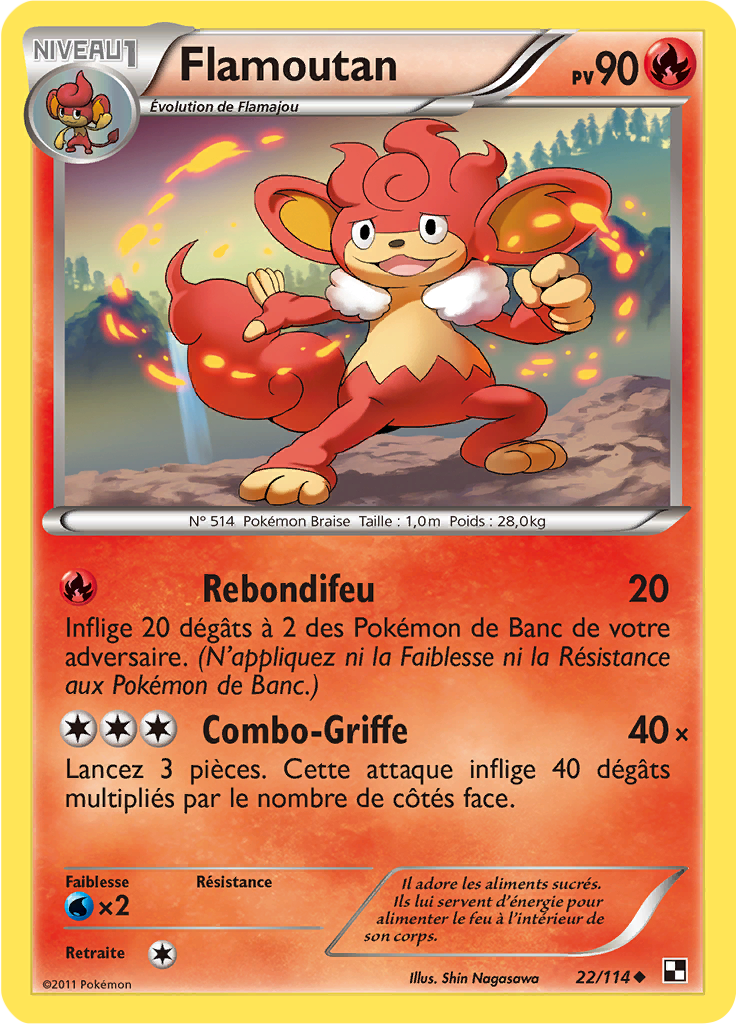 NIVEAU 1
Flamoutan
PV 90
Évolution de Flamajou
N° 514 Pokémon Braise Taille : 1,0m Poids : 28,0kg
Rebondifeu 20
Inflige 20 dégâts à 2 des Pokémon de Banc de votre
adversaire. (N'appliquez ni la Faiblesse ni la Résistance
aux Pokémon de Banc.)
Combo-Griffe 40×
Lancez 3 pièces. Cette attaque inflige 40 dégâts
multipliés par le nombre de côtés face.
Faiblesse Résistance
×2
Retraite
Il adore les aliments sucrés.
Ils lui servent d'énergie pour
alimenter le feu à l'intérieur de
son corps.
©2011 Pokémon
Illus. Shin Nagasawa 22/114